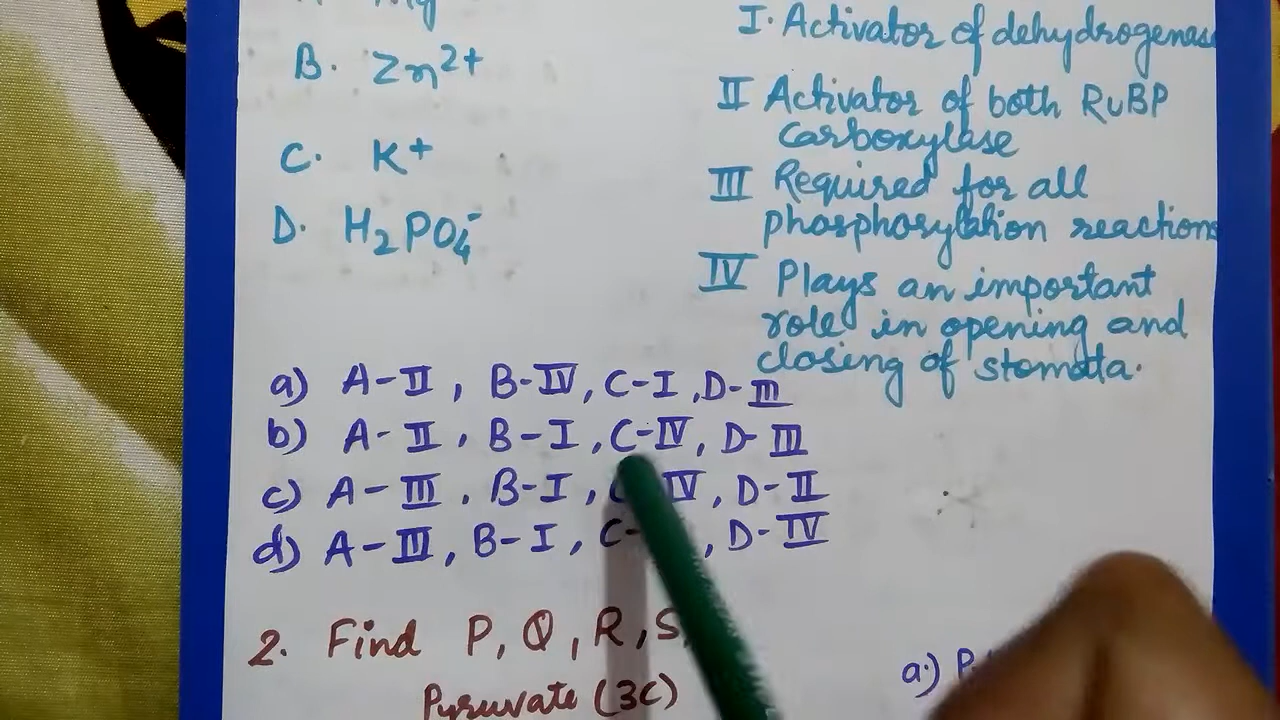 B. Zn2+
C. K+
D. H2PO4-
I. Activator of dehydrogenase
II Activator of both RuBP
carboxylase
III Required for all
phosphorylation reactions
IV Plays an important
role in opening and
closing of stomata.
a) A-II, B-IV, C-I, D-III
b) A-II, B-I, C-IV, D-III
c) A-III, B-I, C-IV, D-II
d) A-III, B-I, C- , D-IV
2. Find P, Q, R, S
Pyruvate (3C)
a.)